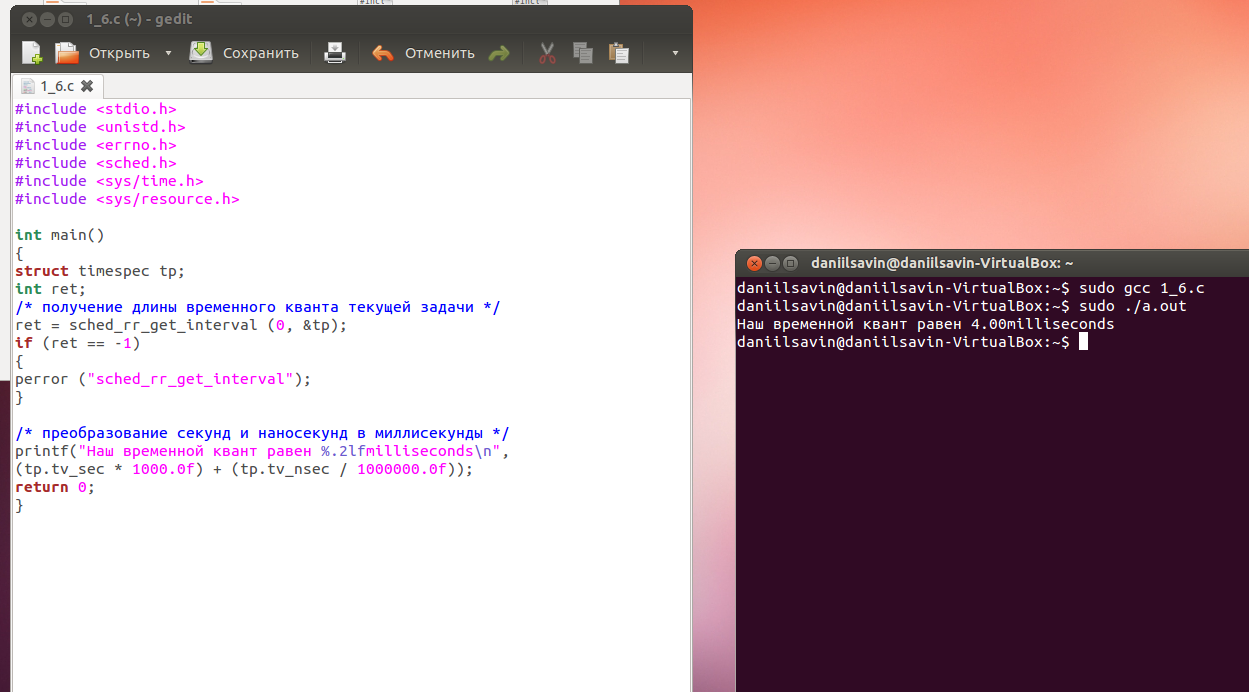 1_6.c (~) - gedit
Открыть Сохранить Отменить
1_6.c
#include <stdio.h>
#include <unistd.h>
#include <errno.h>
#include <sched.h>
#include <sys/time.h>
#include <sys/resource.h>
int main()
{
struct timespec tp;
int ret;
/* получение длины временного кванта текущей задачи */
ret = sched_rr_get_interval (0, &tp);
if (ret == -1)
{
perror ("sched_rr_get_interval");
}
/* преобразование секунд и наносекунд в миллисекунды */
printf("Наш временной квант равен %.2lfmilliseconds\n",
(tp.tv_sec * 1000.0f) + (tp.tv_nsec / 1000000.0f));
return 0;
}
daniilsavin@daniilsavin-VirtualBox: ~
daniilsavin@daniilsavin-VirtualBox:~$ sudo gcc 1_6.c
daniilsavin@daniilsavin-VirtualBox:~$ sudo ./a.out
Наш временной квант равен 4.00milliseconds
daniilsavin@daniilsavin-VirtualBox:~$